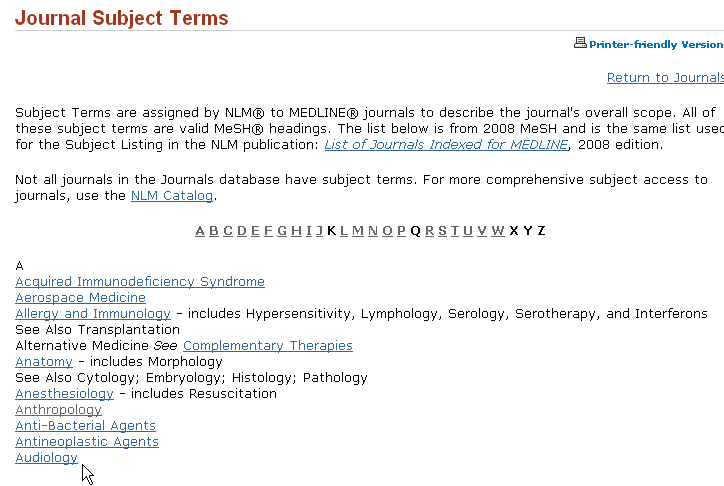 Journal Subject Terms
Printer-friendly Version
Return to Journals
Subject Terms are assigned by NLM® to MEDLINE® journals to describe the journal's overall scope. All of
these subject terms are valid MeSH® headings. The list below is from 2008 MeSH and is the same list used
for the Subject Listing in the NLM publication: List of Journals Indexed for MEDLINE, 2008 edition.
Not all journals in the Journals database have subject terms. For more comprehensive subject access to
journals, use the NLM Catalog.
A B C D E F G H I J K L M N O P Q R S T U V W X Y Z
A
Acquired Immunodeficiency Syndrome
Aerospace Medicine
Allergy and Immunology - includes Hypersensitivity, Lymphology, Serology, Serotherapy, and Interferons
See Also Transplantation
Alternative Medicine See Complementary Therapies
Anatomy - includes Morphology
See Also Cytology; Embryology; Histology; Pathology
Anesthesiology - includes Resuscitation
Anthropology
Anti-Bacterial Agents
Antineoplastic Agents
Audiology